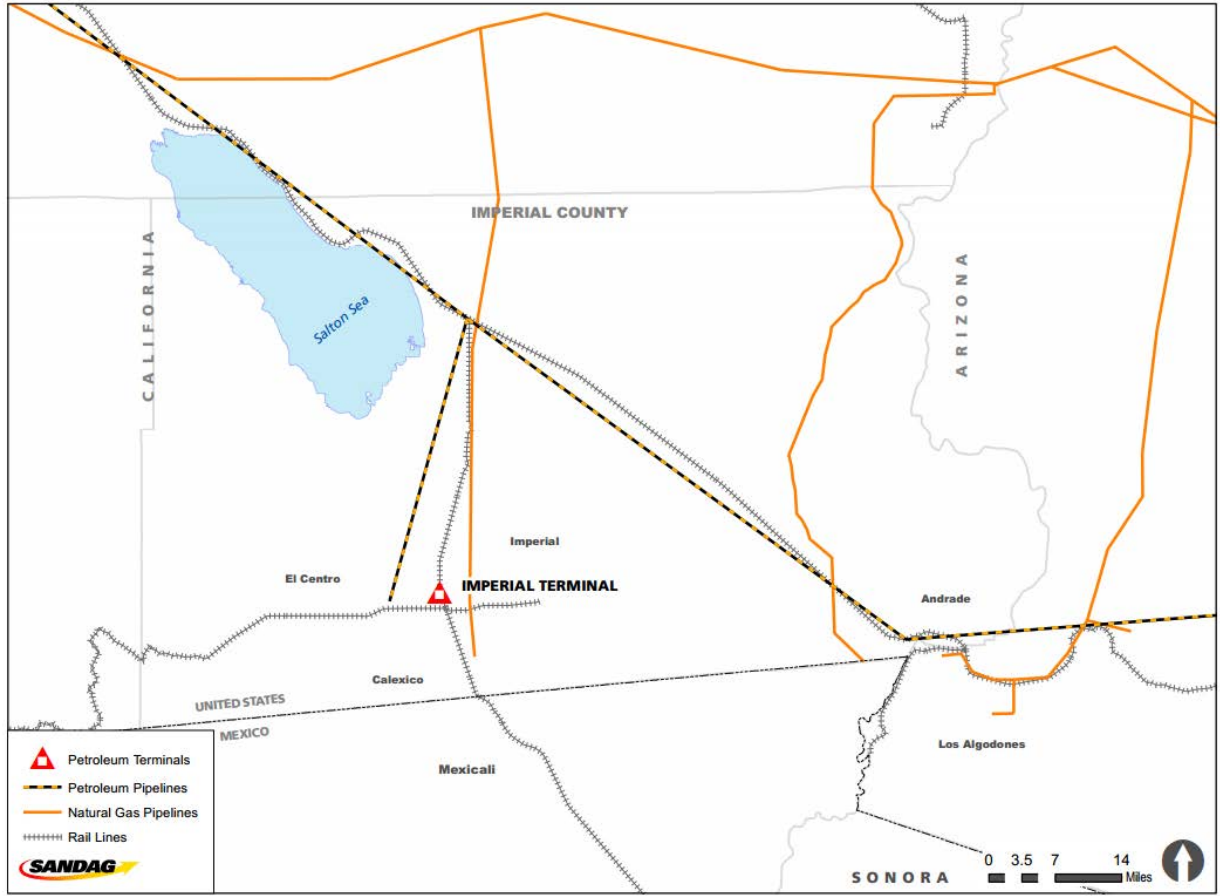 IMPERIAL COUNTY
CALIFORNIA
ARIZONA
Salton Sea
Imperial
El Centro
IMPERIAL TERMINAL
Andrade
Calexico
UNITED STATES
MEXICO
Los Algodones
Mexicali
Petroleum Terminals
Petroleum Pipelines
Natural Gas Pipelines
Rail Lines
SANDAG
0 3.5 7 14
Miles
SONORA